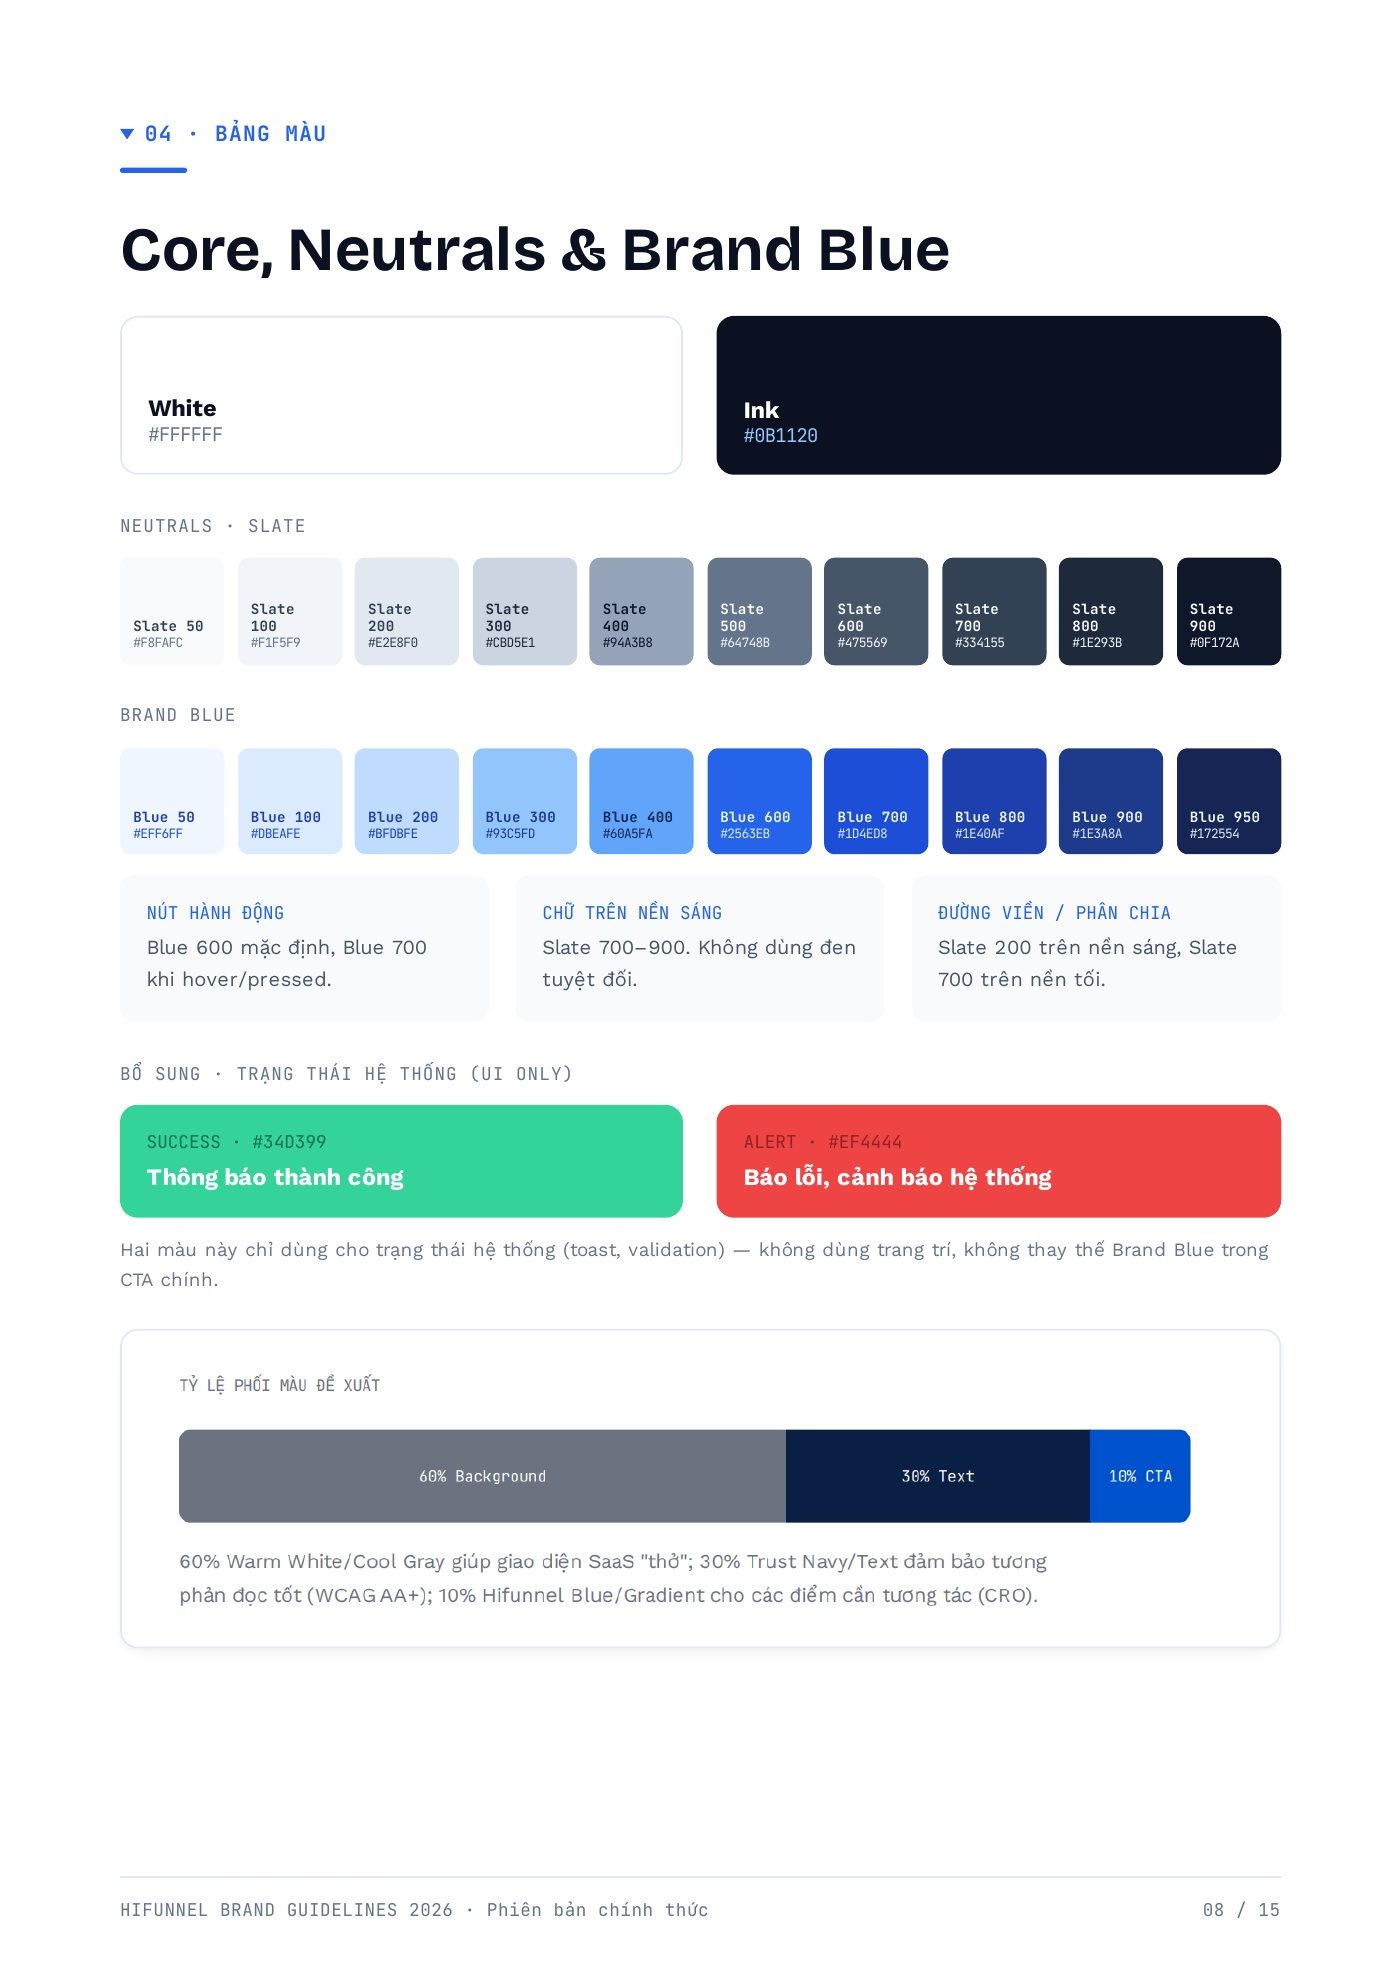 04 · BẢNG MÀU
Core, Neutrals & Brand Blue
White
#FFFFFF
Ink
#0B1120
NEUTRALS · SLATE
Slate 50
#F8FAFC
Slate
100
#F1F5F9
Slate
200
#E2E8F0
Slate
300
#CBD5E1
Slate
400
#94A3B8
Slate
500
#64748B
Slate
600
#475569
Slate
700
#334155
Slate
800
#1E293B
Slate
900
#0F172A
BRAND BLUE
Blue 50
#EFF6FF
Blue 100
#DBEAFE
Blue 200
#BFDBFE
Blue 300
#93C5FD
Blue 400
#60A5FA
Blue 600
#2563EB
Blue 700
#1D4ED8
Blue 800
#1E40AF
Blue 900
#1E3A8A
Blue 950
#172554
NÚT HÀNH ĐỘNG
Blue 600 mặc định, Blue 700
khi hover/pressed.
CHỮ TRÊN NỀN SÁNG
Slate 700–900. Không dùng đen
tuyệt đối.
ĐƯỜNG VIỀN / PHÂN CHIA
Slate 200 trên nền sáng, Slate
700 trên nền tối.
BỔ SUNG · TRẠNG THÁI HỆ THỐNG (UI ONLY)
SUCCESS · #34D399
Thông báo thành công
ALERT · #EF4444
Báo lỗi, cảnh báo hệ thống
Hai màu này chỉ dùng cho trạng thái hệ thống (toast, validation) — không dùng trang trí, không thay thế Brand Blue trong
CTA chính.
TỶ LỆ PHỐI MÀU ĐỀ XUẤT
60% Background
30% Text
10% CTA
60% Warm White/Cool Gray giúp giao diện SaaS "thở"; 30% Trust Navy/Text đảm bảo tương
phản đọc tốt (WCAG AA+); 10% Hifunnel Blue/Gradient cho các điểm cần tương tác (CRO).
HIFUNNEL BRAND GUIDELINES 2026 · Phiên bản chính thức
08 / 15